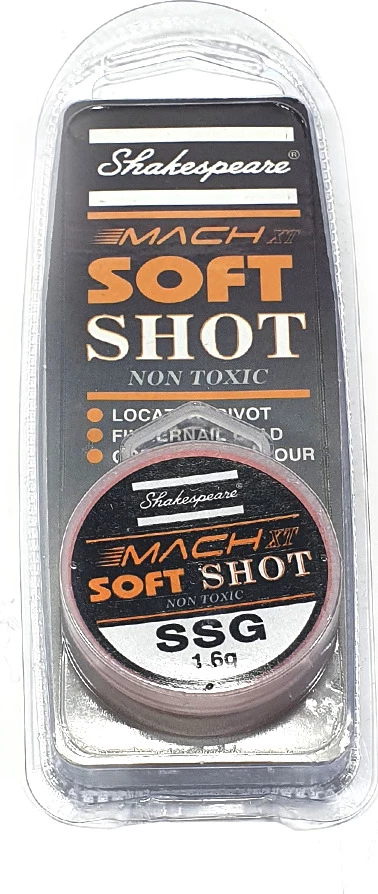 Shakespeare®
MACH XT
SOFT
SHOT
NON TOXIC
PIVOT
Shakespeare®
MACH XT
SOFT SHOT
NON TOXIC
SSG
1.6g